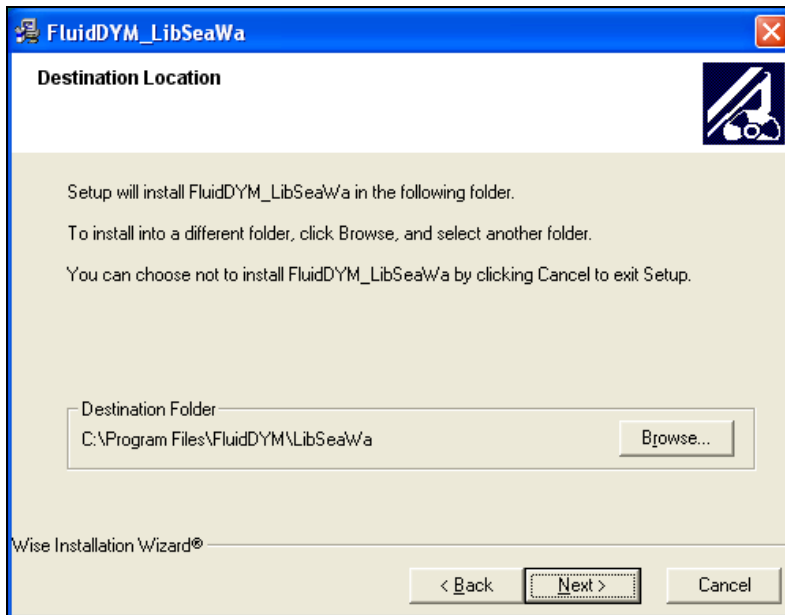 FluidDYM_LibSeaWa
Destination Location
Setup will install FluidDYM_LibSeaWa in the following folder.
To install into a different folder, click Browse, and select another folder.
You can choose not to install FluidDYM_LibSeaWa by clicking Cancel to exit Setup.
Destination Folder
C:\Program Files\FluidDYM\LibSeaWa
Browse...
Wise Installation Wizard®
< Back
Next >
Cancel